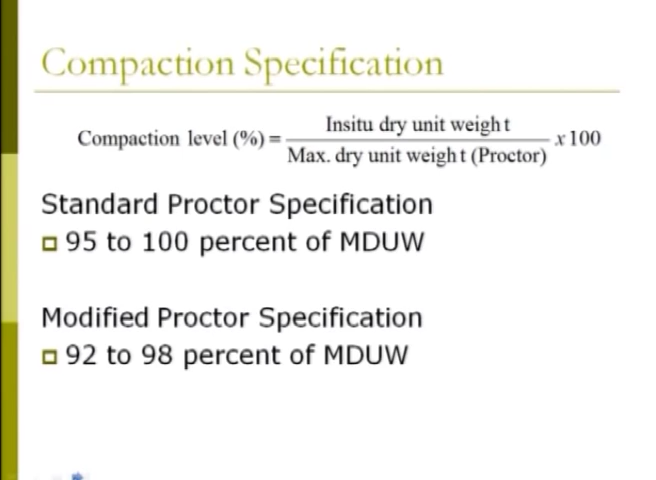 Compaction Specification
Compaction level (%) = Insitu dry unit weight / Max. dry unit weight (Proctor) x 100
Standard Proctor Specification
95 to 100 percent of MDUW
Modified Proctor Specification
92 to 98 percent of MDUW